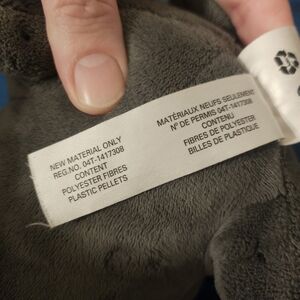 NEW MATERIAL ONLY
REG.NO. 04T-1417308
CONTENT
POLYESTER FIBRES
PLASTIC PELLETS
MATÉRIAUX NEUFS SEULEMENT
Nº DE PERMIS 04T-1417308
CONTENU
FIBRES DE POLYESTER
BILLES DE PLASTIQUE